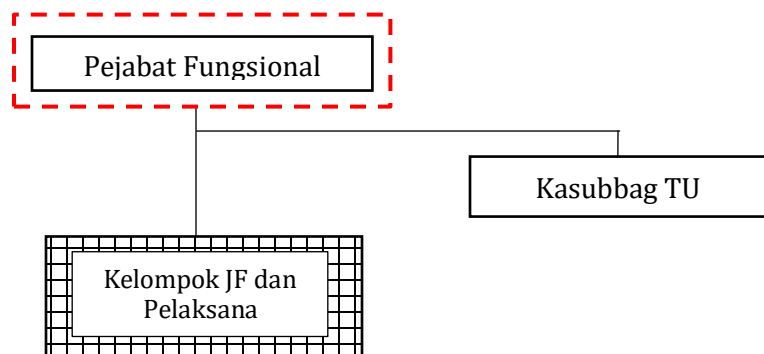 Pejabat Fungsional
Kasubbag TU
Kelompok JF dan
Pelaksana